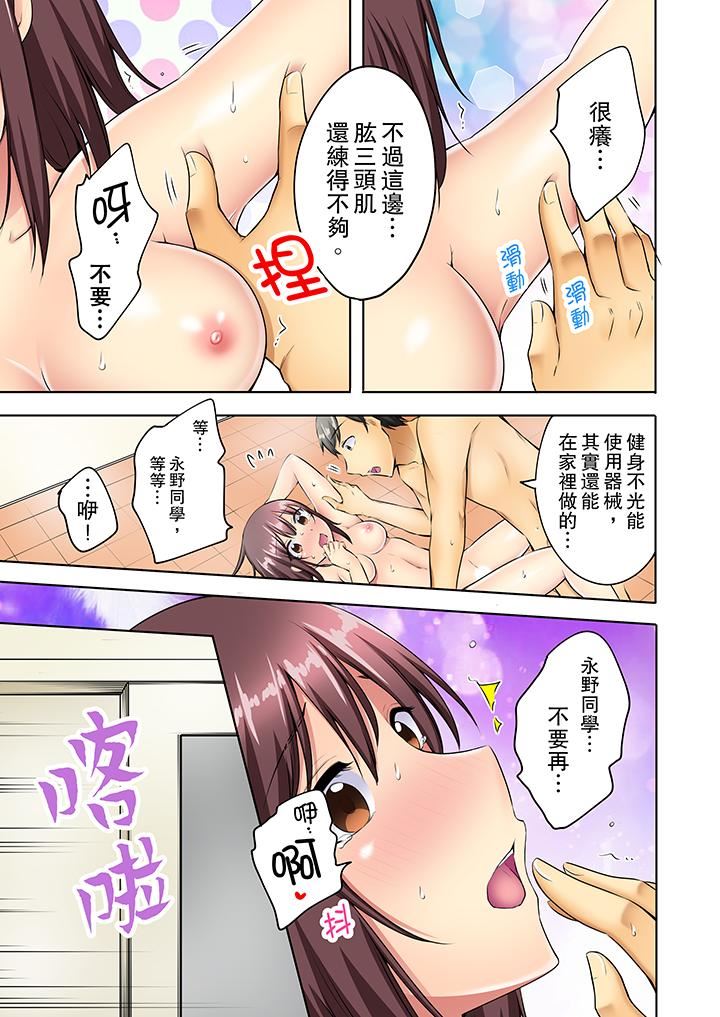 很癢…
滑動
滑動
不過這邊…
肱三頭肌
還練得不夠。
捏
呀…
不要…
健身不光能
使用器械，
其實還能
在家裡做的…
等…
永野同學，
等等…
…咿！
永野同學…
不要再…
咿…
啊♥
抖
喀啦